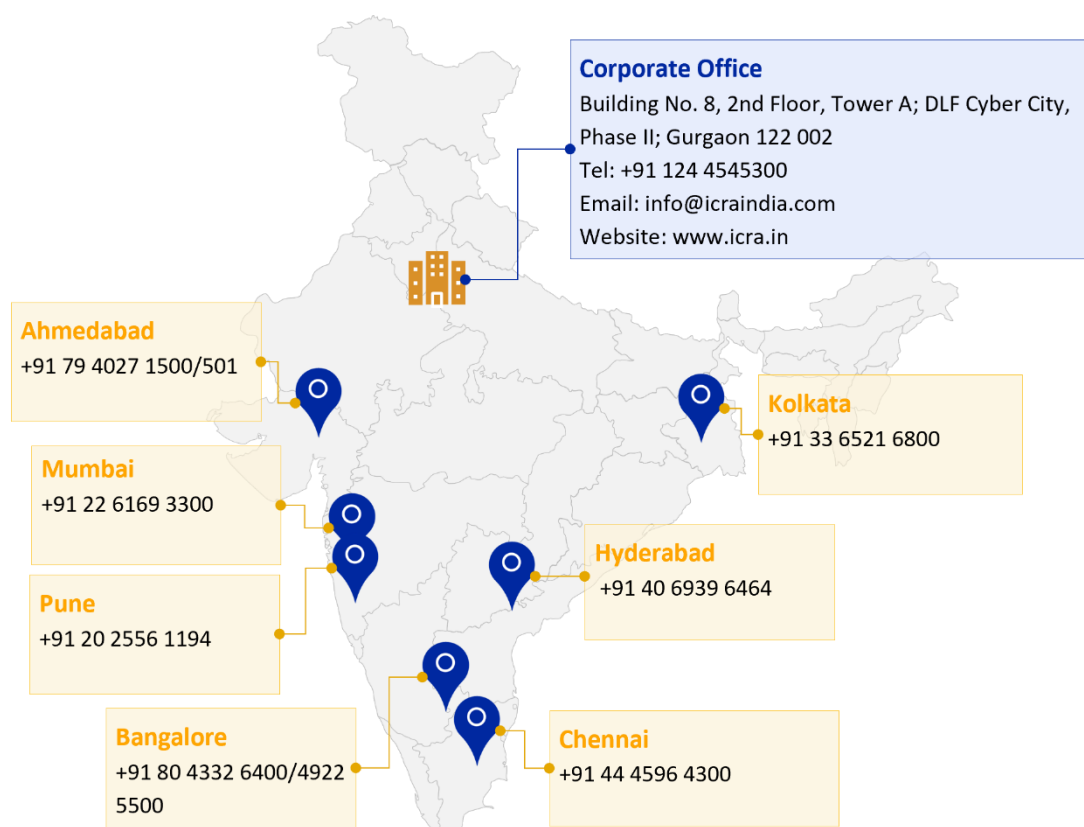 Corporate Office
Building No. 8, 2nd Floor, Tower A; DLF Cyber City,
Phase II; Gurgaon 122 002
Tel: +91 124 4545300
Email: info@icraindia.com
Website: www.icra.in
Ahmedabad
+91 79 4027 1500/501
Kolkata
+91 33 6521 6800
Mumbai
+91 22 6169 3300
Hyderabad
+91 40 6939 6464
Pune
+91 20 2556 1194
Bangalore
+91 80 4332 6400/4922
5500
Chennai
+91 44 4596 4300